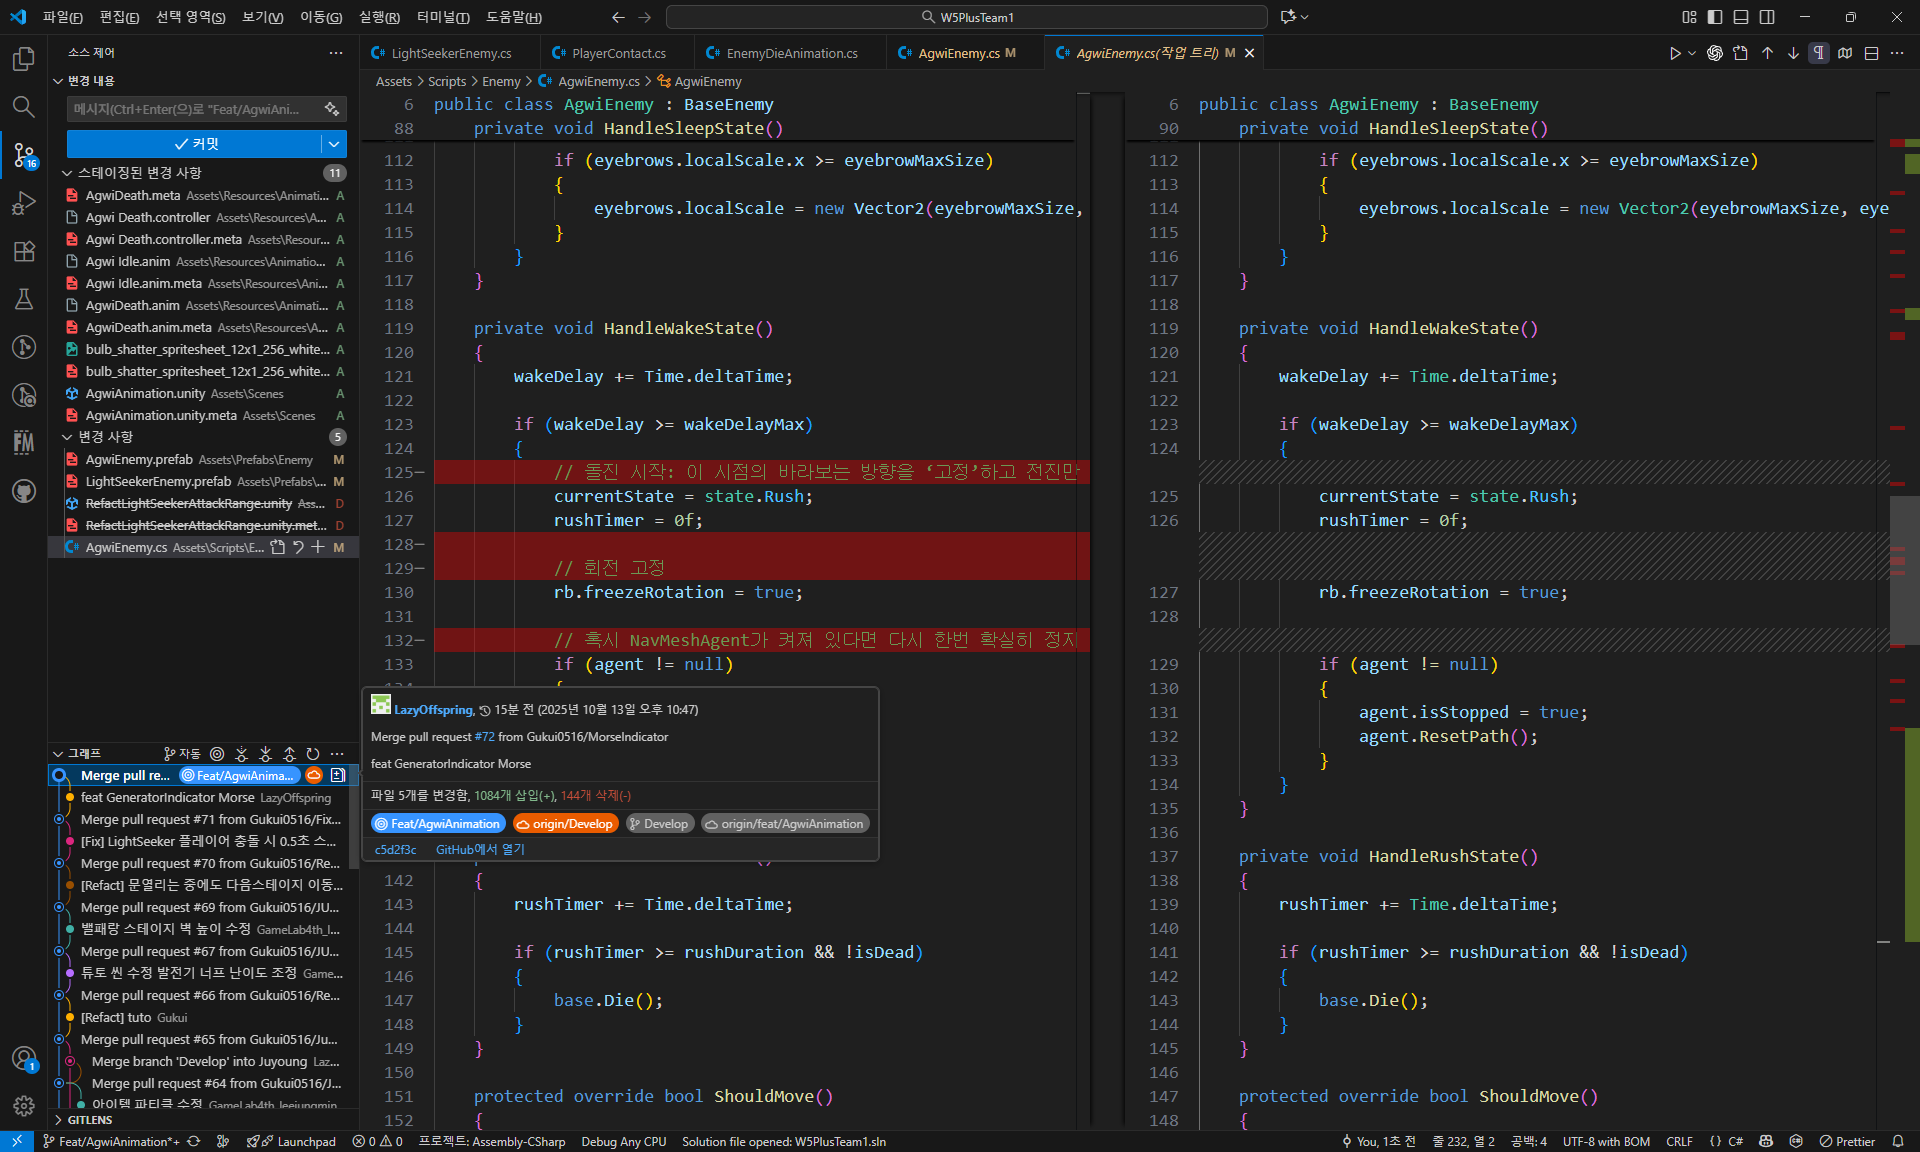 파일(F) 편집(E) 선택 영역(S) 보기(V) 이동(G) 실행(R) 터미널(T) 도움말(H)
W5PlusTeam1
소스 제어
변경 내용
메시지(Ctrl+Enter(으)로 "Feat/AgwiAni...
커밋
스테이징된 변경 사항 11
AgwiDeath.meta Assets\Resources\Animati... A
Agwi Death.controller Assets\Resources\A... A
Agwi Death.controller.meta Assets\Resour... A
Agwi Idle.anim Assets\Resources\Animatio... A
Agwi Idle.anim.meta Assets\Resources\Ani... A
AgwiDeath.anim Assets\Resources\Animati... A
AgwiDeath.anim.meta Assets\Resources\A... A
bulb_shatter_spritesheet_12x1_256_white... A
bulb_shatter_spritesheet_12x1_256_white... A
AgwiAnimation.unity Assets\Scenes A
AgwiAnimation.unity.meta Assets\Scenes A
변경 사항 5
AgwiEnemy.prefab Assets\Prefabs\Enemy M
LightSeekerEnemy.prefab Assets\Prefabs\... M
RefactLightSeekerAttackRange.unity Ass... D
RefactLightSeekerAttackRange.unity.met... D
AgwiEnemy.cs Assets\Scripts\E... M
16
그래프 자동
Merge pull re... Feat/AgwiAnima...
feat GeneratorIndicator Morse LazyOffspring
Merge pull request #71 from Gukui0516/Fix...
[Fix] LightSeeker 플레이어 충돌 시 0.5초 스...
Merge pull request #70 from Gukui0516/Re...
[Refact] 문열리는 중에도 다음스테이지 이동...
Merge pull request #69 from Gukui0516/JU...
밸패랑 스테이지 벽 높이 수정 GameLab4th_l...
Merge pull request #67 from Gukui0516/JU...
튜토 씬 수정 발전기 너프 난이도 조정 Game...
Merge pull request #66 from Gukui0516/Re...
[Refact] tuto Gukui
Merge pull request #65 from Gukui0516/Ju...
Merge branch 'Develop' into Juyoung Laz...
Merge pull request #64 from Gukui0516/J...
아이템 파티클 수정 GameLab4th_leejungmin
GITLENS
1
LightSeekerEnemy.cs PlayerContact.cs EnemyDieAnimation.cs AgwiEnemy.cs M AgwiEnemy.cs(작업 트리) M
Assets > Scripts > Enemy > AgwiEnemy.cs > AgwiEnemy
6 public class AgwiEnemy : BaseEnemy
88 private void HandleSleepState()
112 if (eyebrows.localScale.x >= eyebrowMaxSize)
113 {
114 eyebrows.localScale = new Vector2(eyebrowMaxSize,
115 }
116 }
117 }
118
119 private void HandleWakeState()
120 {
121 wakeDelay += Time.deltaTime;
122
123 if (wakeDelay >= wakeDelayMax)
124 {
125− // 돌진 시작: 이 시점의 바라보는 방향을 ‘고정’하고 전진만
126 currentState = state.Rush;
127 rushTimer = 0f;
128−
129− // 회전 고정
130 rb.freezeRotation = true;
131
132− // 혹시 NavMeshAgent가 켜져 있다면 다시 한번 확실히 정지
133 if (agent != null)
LazyOffspring, 15분 전 (2025년 10월 13일 오후 10:47)
Merge pull request #72 from Gukui0516/MorseIndicator
feat GeneratorIndicator Morse
파일 5개를 변경함, 1084개 삽입(+), 144개 삭제(-)
Feat/AgwiAnimation origin/Develop Develop origin/feat/AgwiAnimation
c5d2f3c GitHub에서 열기
142 {
143 rushTimer += Time.deltaTime;
144
145 if (rushTimer >= rushDuration && !isDead)
146 {
147 base.Die();
148 }
149 }
150
151 protected override bool ShouldMove()
152 {
6 public class AgwiEnemy : BaseEnemy
90 private void HandleSleepState()
112 if (eyebrows.localScale.x >= eyebrowMaxSize)
113 {
114 eyebrows.localScale = new Vector2(eyebrowMaxSize, eye
115 }
116 }
117 }
118
119 private void HandleWakeState()
120 {
121 wakeDelay += Time.deltaTime;
122
123 if (wakeDelay >= wakeDelayMax)
124 {
125 currentState = state.Rush;
126 rushTimer = 0f;
127 rb.freezeRotation = true;
128
129 if (agent != null)
130 {
131 agent.isStopped = true;
132 agent.ResetPath();
133 }
134 }
135 }
136
137 private void HandleRushState()
138 {
139 rushTimer += Time.deltaTime;
140
141 if (rushTimer >= rushDuration && !isDead)
142 {
143 base.Die();
144 }
145 }
146
147 protected override bool ShouldMove()
148 {
Feat/AgwiAnimation*+ Launchpad 0 0 프로젝트: Assembly-CSharp Debug Any CPU Solution file opened: W5PlusTeam1.sln You, 1초 전 줄 232, 열 2 공백: 4 UTF-8 with BOM CRLF {} C# Prettier